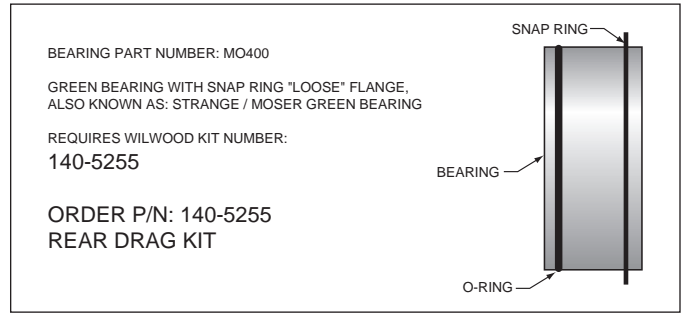 BEARING PART NUMBER: MO400
GREEN BEARING WITH SNAP RING "LOOSE" FLANGE,
ALSO KNOWN AS: STRANGE / MOSER GREEN BEARING
REQUIRES WILWOOD KIT NUMBER:
140-5255
ORDER P/N: 140-5255
REAR DRAG KIT
SNAP RING
BEARING
O-RING